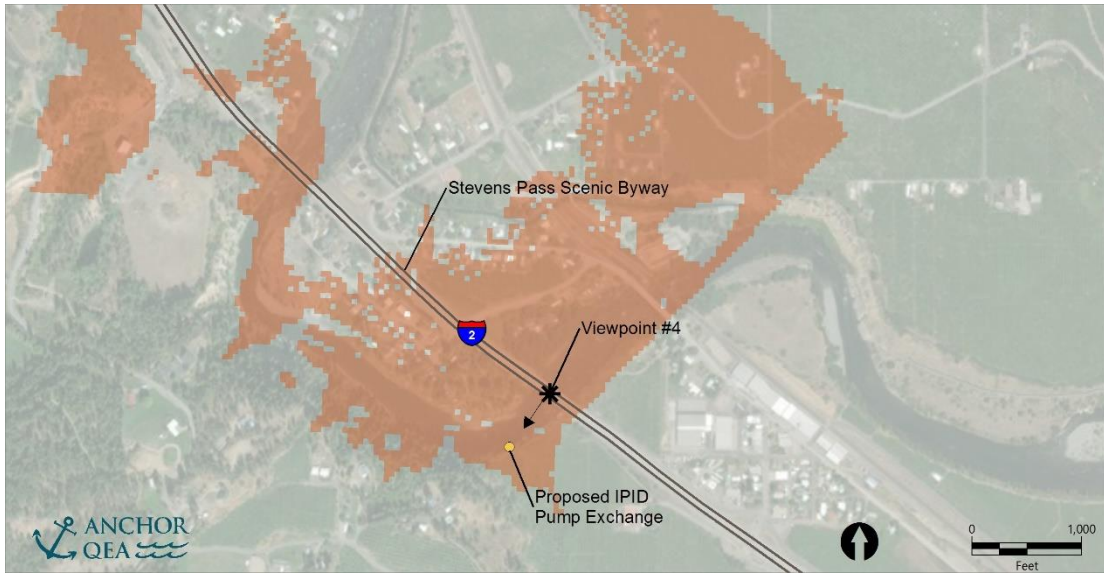 Stevens Pass Scenic Byway
2
Viewpoint #4
Proposed IPID
Pump Exchange
ANCHOR
QEA
0 1,000
Feet